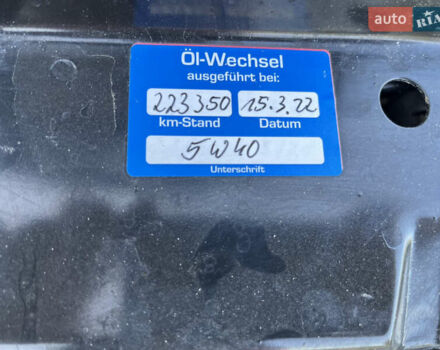 auto RIA
Öl-Wechsel
ausgeführt bei:
223350 15.3.22
km-Stand Datum
5W40
Unterschrift